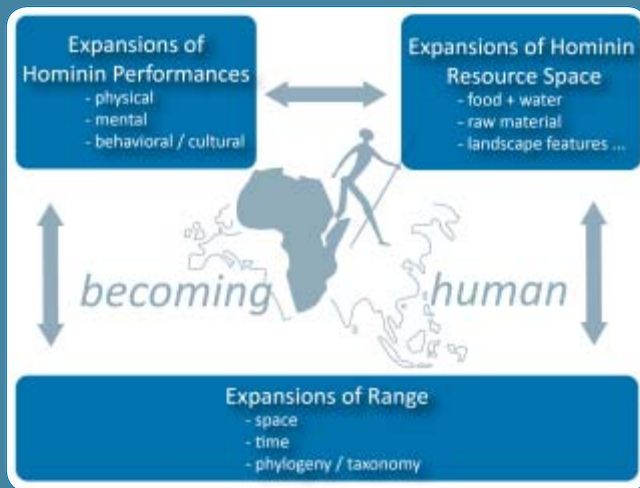 Expansions of
Hominin Performances
- physical
- mental
- behavioral / cultural
Expansions of Hominin
Resource Space
- food + water
- raw material
- landscape features ...
becoming human
Expansions of Range
- space
- time
- phylogeny / taxonomy